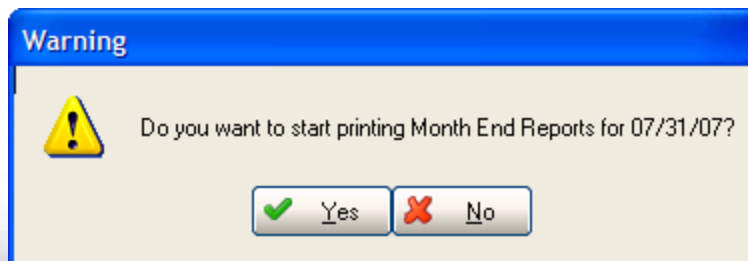 Warning
Do you want to start printing Month End Reports for 07/31/07?
Yes No